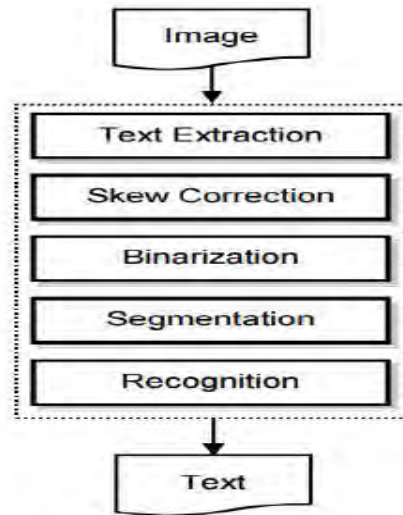 Image
Text Extraction
Skew Correction
Binarization
Segmentation
Recognition
Text